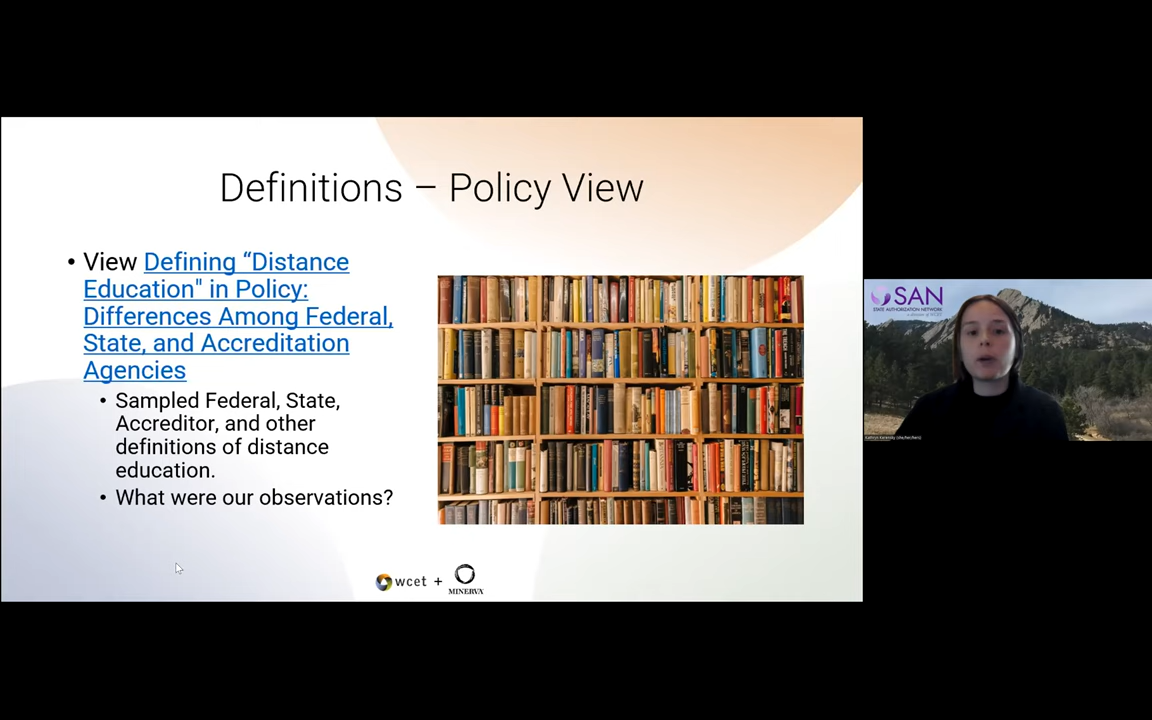 Definitions – Policy View
• View Defining “Distance
Education" in Policy:
Differences Among Federal,
State, and Accreditation
Agencies
• Sampled Federal, State,
Accreditor, and other
definitions of distance
education.
• What were our observations?
wcet +
MINERVA
SAN
STATE AUTHORIZATION NETWORK